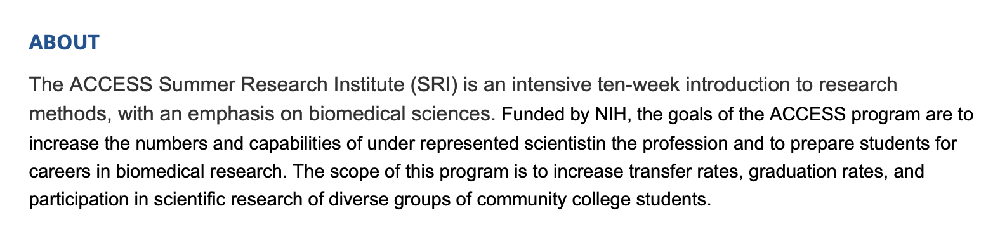 ABOUT
The ACCESS Summer Research Institute (SRI) is an intensive ten-week introduction to research
methods, with an emphasis on biomedical sciences. Funded by NIH, the goals of the ACCESS program are to
increase the numbers and capabilities of under represented scientistin the profession and to prepare students for
careers in biomedical research. The scope of this program is to increase transfer rates, graduation rates, and
participation in scientific research of diverse groups of community college students.